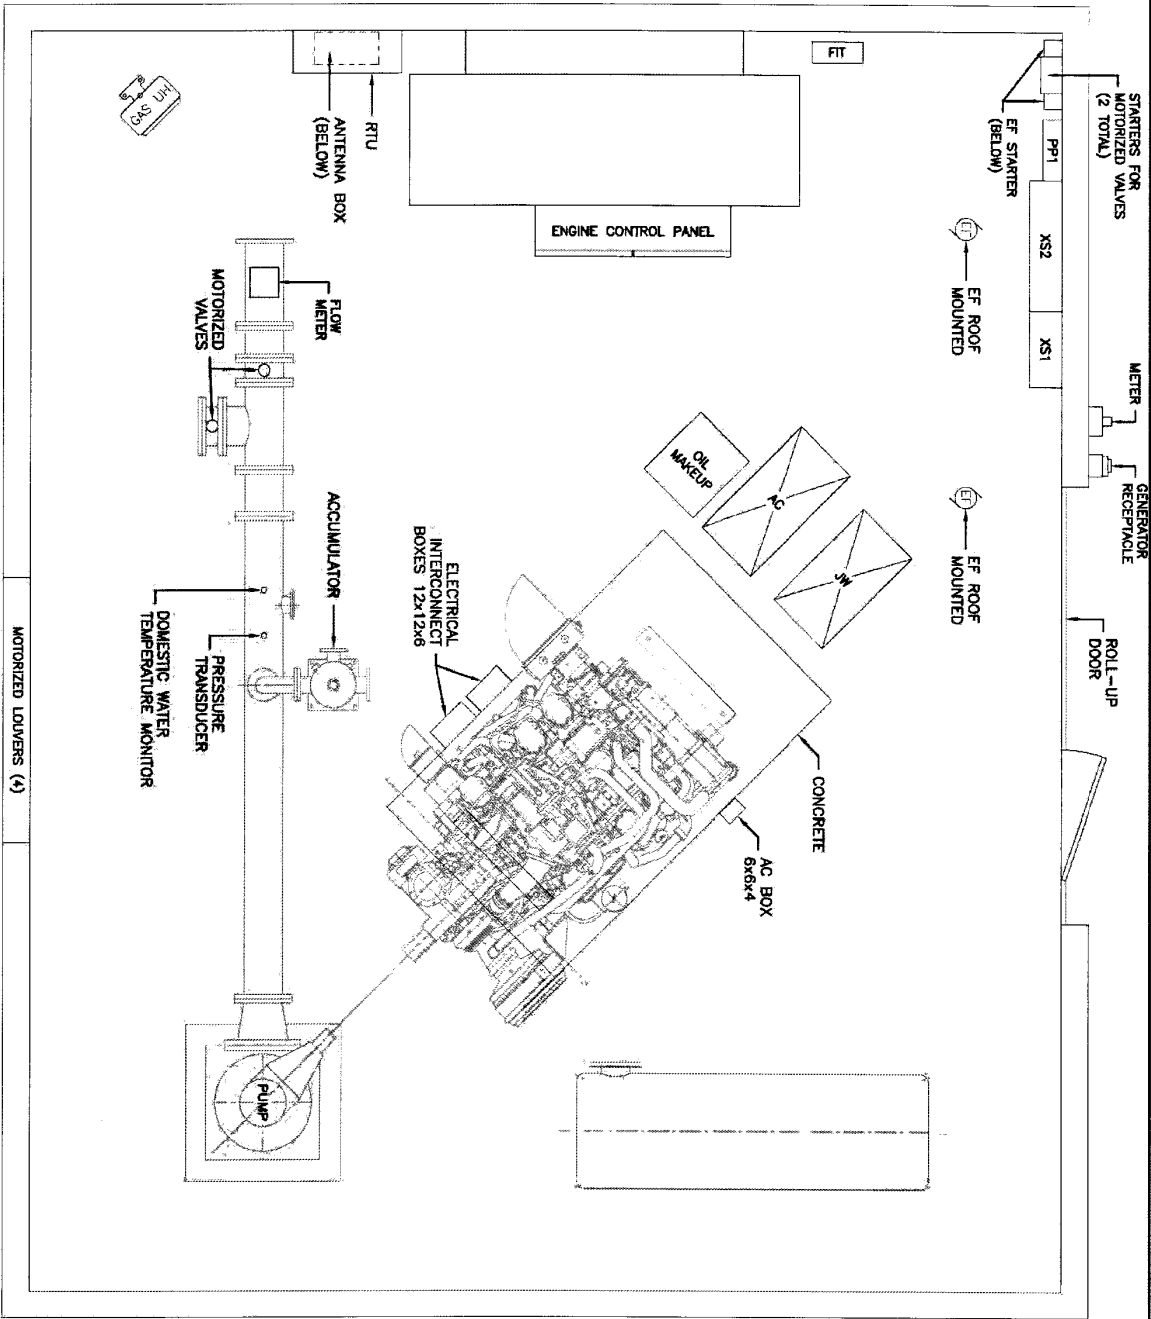 STARTERS FOR
MOTORIZED VALVES
(2 TOTAL)
EF STARTER
(BELOW)
PP1
XS2
XS1
METER
GENERATOR
RECEPTACLE
ROLL-UP
DOOR
FIT
EF
EF ROOF
MOUNTED
EF
EF ROOF
MOUNTED
RTU
ANTENNA BOX
(BELOW)
GAS UH
ENGINE CONTROL PANEL
FLOW
METER
MOTORIZED
VALVES
OIL
MAKEUP
AC
JW
CONCRETE
AC BOX
6x6x4
ELECTRICAL
INTERCONNECT
BOXES 12x12x6
ACCUMULATOR
PRESSURE
TRANSDUCER
DOMESTIC WATER
TEMPERATURE MONITOR
PUMP
MOTORIZED LOUVERS (4)